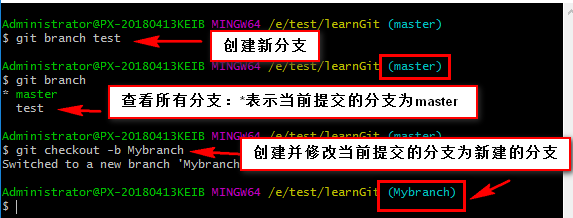 Administrator@PX-20180413KEIB MINGW64 /e/test/learnGit (master)
$ git branch test
创建新分支
Administrator@PX-20180413KEIB MINGW64 /e/test/learnGit (master)
$ git branch
* master
test
查看所有分支：*表示当前提交的分支为master
Administrator@PX-20180413KEIB MINGW64 /e/test/learnGit (master)
$ git checkout -b Mybranch
创建并修改当前提交的分支为新建的分支
Switched to a new branch 'Mybranc
Administrator@PX-20180413KEIB MINGW64 /e/test/learnGit (Mybranch)
$